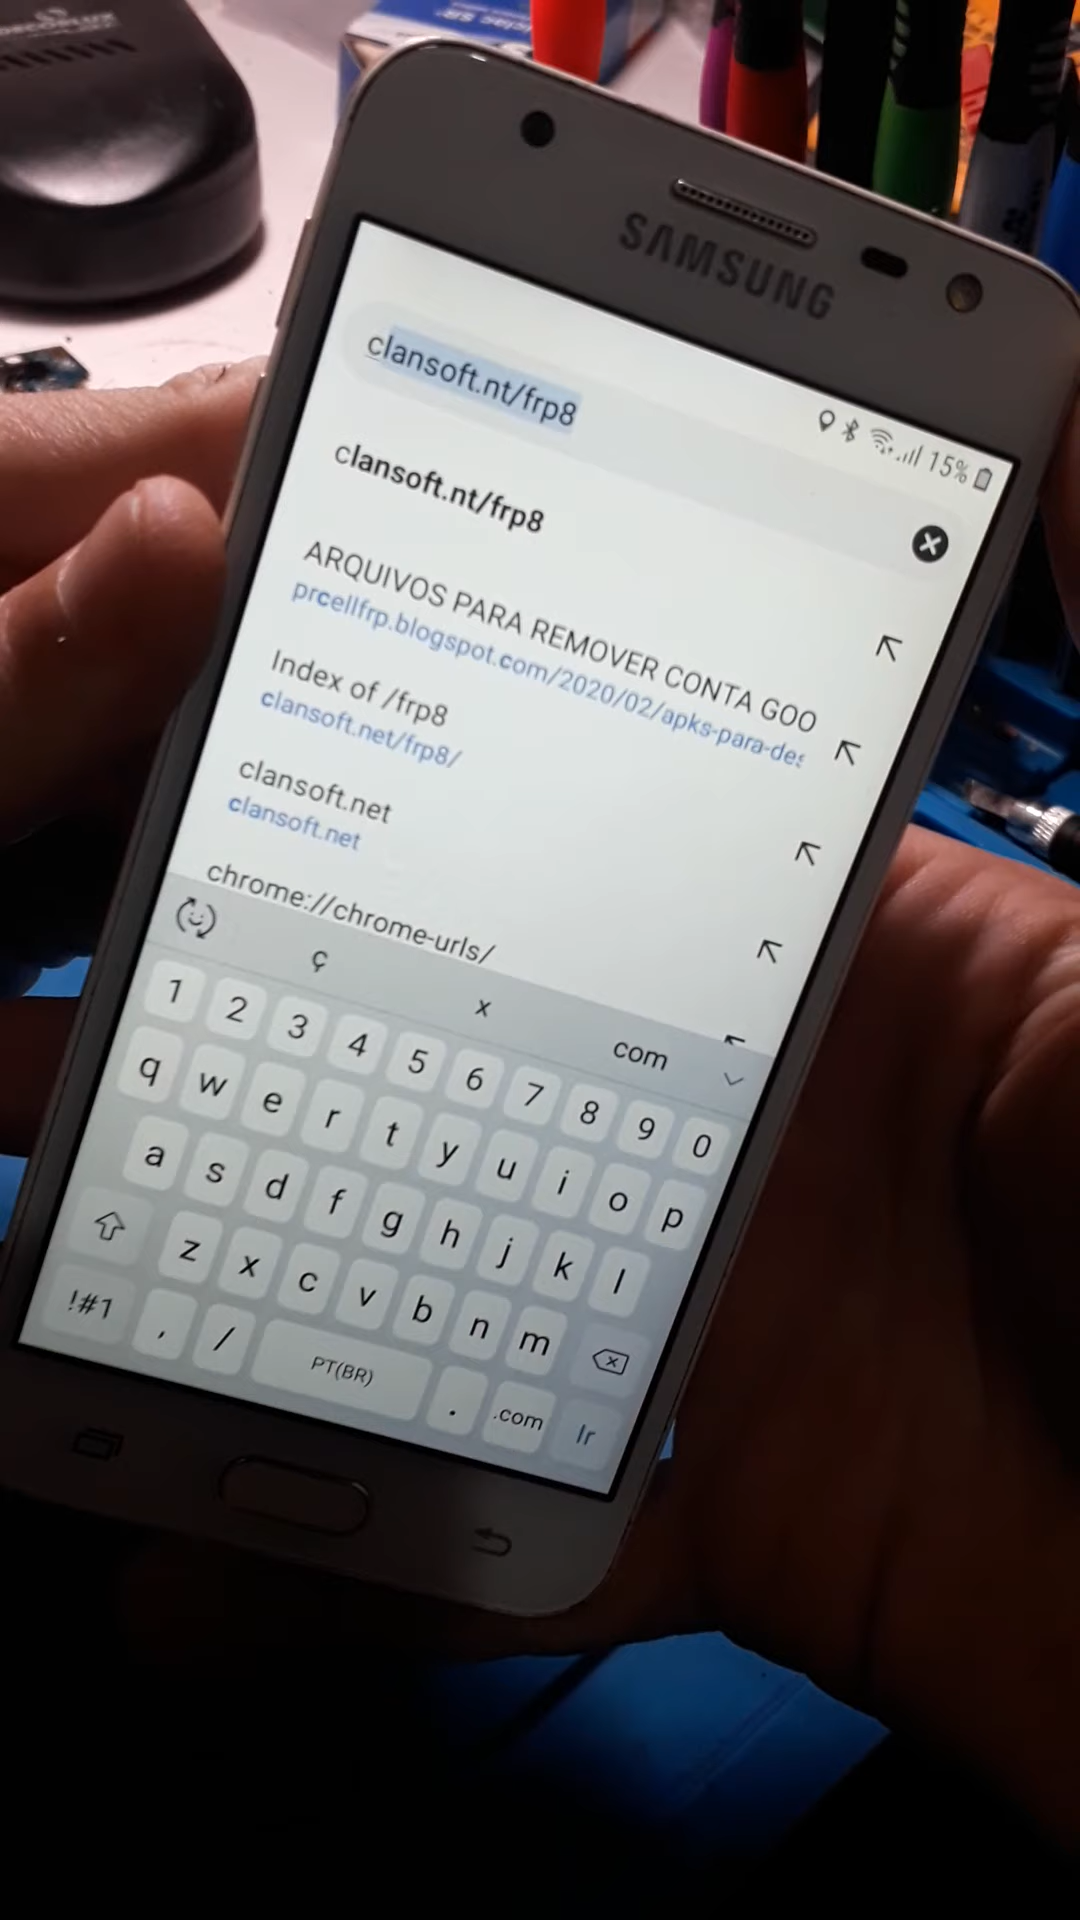 SAMSUNG
clansoft.nt/frp8
15%
clansoft.nt/frp8
ARQUIVOS PARA REMOVER CONTA GOO
prcellfrp.blogspot.com/2020/02/apks-para-des
Index of /frp8
clansoft.net/frp8/
clansoft.net
clansoft.net
chrome://chrome-urls/
ç x com
1 2 3 4 5 6 7 8 9 0
q w e r t y u i o p
a s d f g h j k l
z x c v b n m
!#1 , / PT(BR) . .com Ir